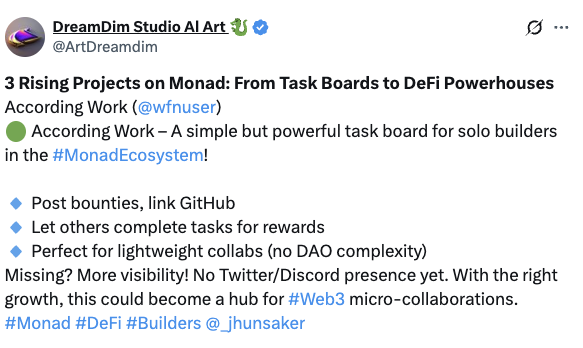 DreamDim Studio AI Art 🐉
@ArtDreamdim
3 Rising Projects on Monad: From Task Boards to DeFi Powerhouses
According Work (@wfnuser)
🟢 According Work – A simple but powerful task board for solo builders
in the #MonadEcosystem!
🔹 Post bounties, link GitHub
🔹 Let others complete tasks for rewards
🔹 Perfect for lightweight collabs (no DAO complexity)
Missing? More visibility! No Twitter/Discord presence yet. With the right
growth, this could become a hub for #Web3 micro-collaborations.
#Monad #DeFi #Builders @_jhunsaker